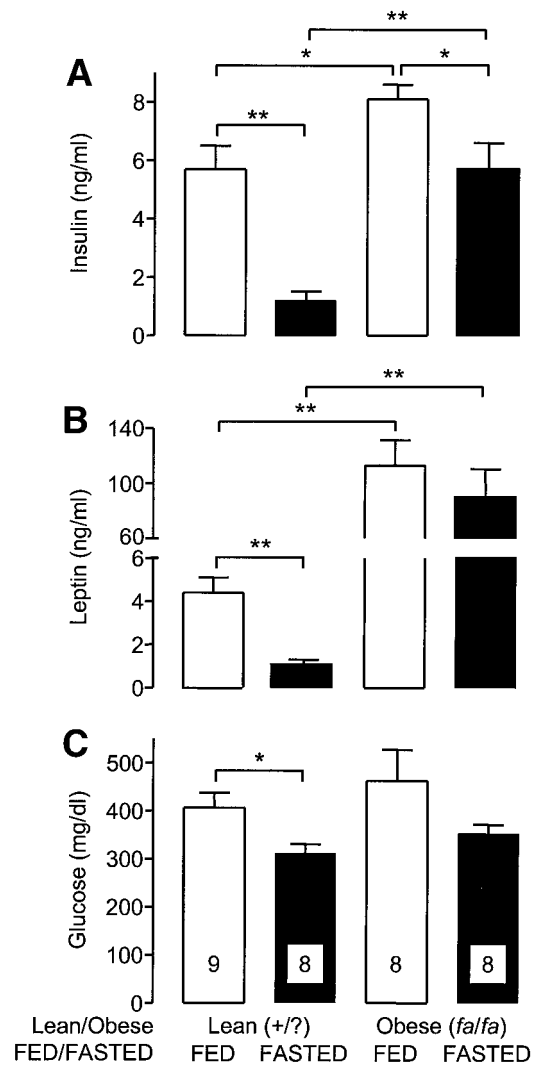 **
A
*
*
**
Insulin (ng/ml)
8
6
4
2
0
**
B
**
**
Leptin (ng/ml)
140
100
60
6
4
2
0
C
*
Glucose (mg/dl)
500
400
300
200
100
0
9 8 8 8
Lean/Obese Lean (+/?) Obese (fa/fa)
FED/FASTED FED FASTED FED FASTED